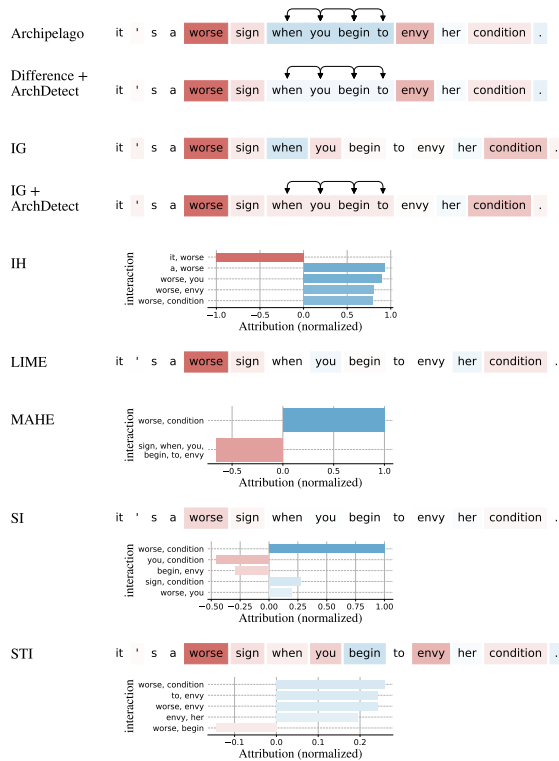 Archipelago it ' s a worse sign when you begin to envy her condition .
Difference +
ArchDetect it ' s a worse sign when you begin to envy her condition .
IG it ' s a worse sign when you begin to envy her condition .
IG +
ArchDetect it ' s a worse sign when you begin to envy her condition .
IH
interaction
it, worse
a, worse
worse, you
worse, envy
worse, condition
−1.0 −0.5 0.0 0.5 1.0
Attribution (normalized)
LIME it ' s a worse sign when you begin to envy her condition .
MAHE
interaction
worse, condition
sign, when, you,
begin, to, envy
−0.5 0.0 0.5 1.0
Attribution (normalized)
SI it ' s a worse sign when you begin to envy her condition .
interaction
worse, condition
you, condition
begin, envy
sign, condition
worse, you
−0.50 −0.25 0.00 0.25 0.50 0.75 1.00
Attribution (normalized)
STI it ' s a worse sign when you begin to envy her condition .
interaction
worse, condition
to, envy
worse, envy
envy, her
worse, begin
−0.1 0.0 0.1 0.2
Attribution (normalized)